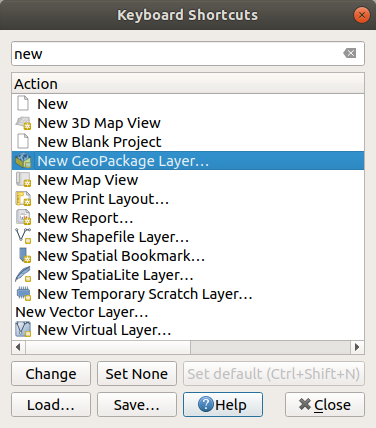 Keyboard Shortcuts
new
Action
New
New 3D Map View
New Blank Project
New GeoPackage Layer…
New Map View
New Print Layout…
New Report…
New Shapefile Layer…
New Spatial Bookmark…
New SpatiaLite Layer…
New Temporary Scratch Layer…
New Vector Layer…
New Virtual Layer…
Change Set None Set default (Ctrl+Shift+N)
Load… Save… Help Close